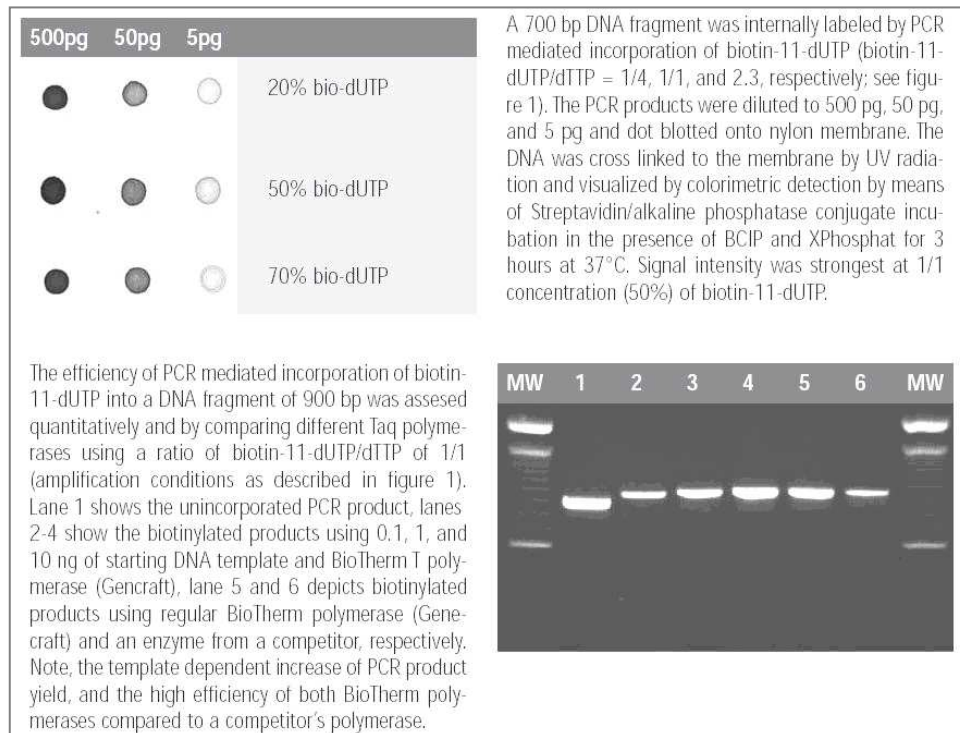 500pg 50pg 5pg
20% bio-dUTP
50% bio-dUTP
70% bio-dUTP
A 700 bp DNA fragment was internally labeled by PCR
mediated incorporation of biotin-11-dUTP (biotin-11-
dUTP/dTTP = 1/4, 1/1, and 2.3, respectively; see figu-
re 1). The PCR products were diluted to 500 pg, 50 pg,
and 5 pg and dot blotted onto nylon membrane. The
DNA was cross linked to the membrane by UV radia-
tion and visualized by colorimetric detection by means
of Streptavidin/alkaline phosphatase conjugate incu-
bation in the presence of BCIP and XPhosphat for 3
hours at 37°C. Signal intensity was strongest at 1/1
concentration (50%) of biotin-11-dUTP.
The efficiency of PCR mediated incorporation of biotin-
11-dUTP into a DNA fragment of 900 bp was assesed
quantitatively and by comparing different Taq polyme-
rases using a ratio of biotin-11-dUTP/dTTP of 1/1
(amplification conditions as described in figure 1).
Lane 1 shows the unincorporated PCR product, lanes
2-4 show the biotinylated products using 0.1, 1, and
10 ng of starting DNA template and BioTherm T poly-
merase (Gencraft), lane 5 and 6 depicts biotinylated
products using regular BioTherm polymerase (Gene-
craft) and an enzyme from a competitor, respectively.
Note, the template dependent increase of PCR product
yield, and the high efficiency of both BioTherm poly-
merases compared to a competitor's polymerase.
MW 1 2 3 4 5 6 MW